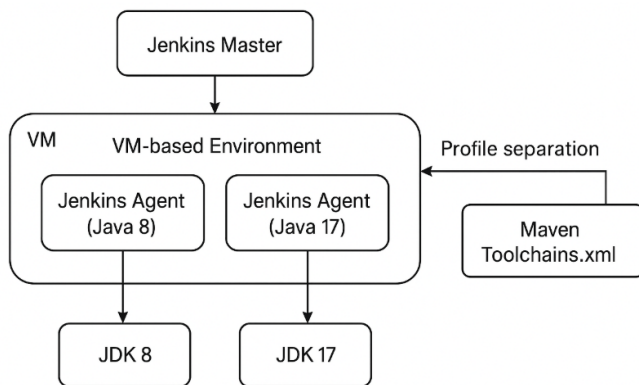 Jenkins Master
VM
VM-based Environment
Profile separation
Jenkins Agent
(Java 8)
Jenkins Agent
(Java 17)
Maven
Toolchains.xml
JDK 8
JDK 17